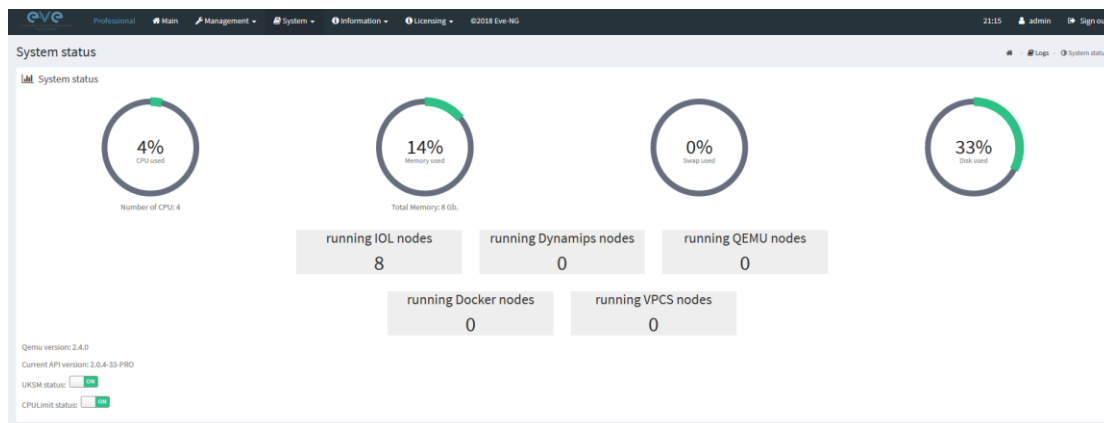 eve Professional Main Management System Information Licensing ©2018 Eve-NG 21:15 admin Sign ou
System status Logs System statu
System status
4% 14% 0% 33%
CPU used Memory used Swap used Disk used
Number of CPU: 4 Total Memory: 8 Gb.
running IOL nodes running Dynamips nodes running QEMU nodes
8 0 0
running Docker nodes running VPCS nodes
0 0
Qemu version: 2.4.0
Current API version: 2.0.4-33-PRO
UKSM status: ON
CPULimit status: ON